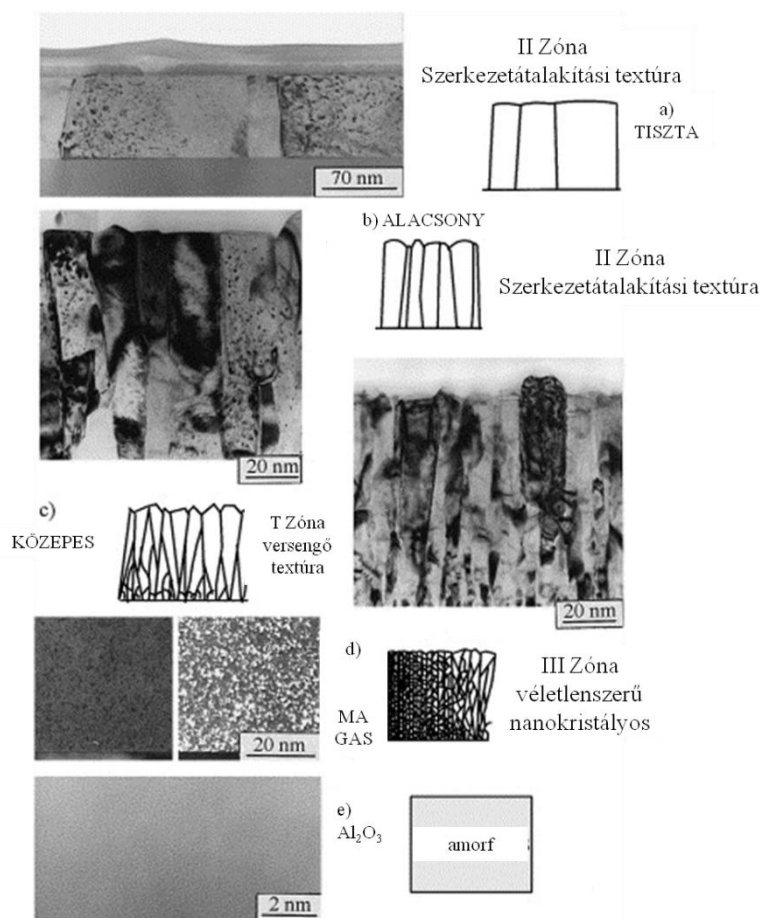 II Zóna
Szerkezetátalakítási textúra
a)
TISZTA
70 nm
b) ALACSONY
II Zóna
Szerkezetátalakítási textúra
20 nm
c)
KÖZEPES
T Zóna
versengő
textúra
20 nm
d)
MA
GAS
III Zóna
véletlenszerű
nanokristályos
20 nm
e)
Al₂O₃
amorf
2 nm